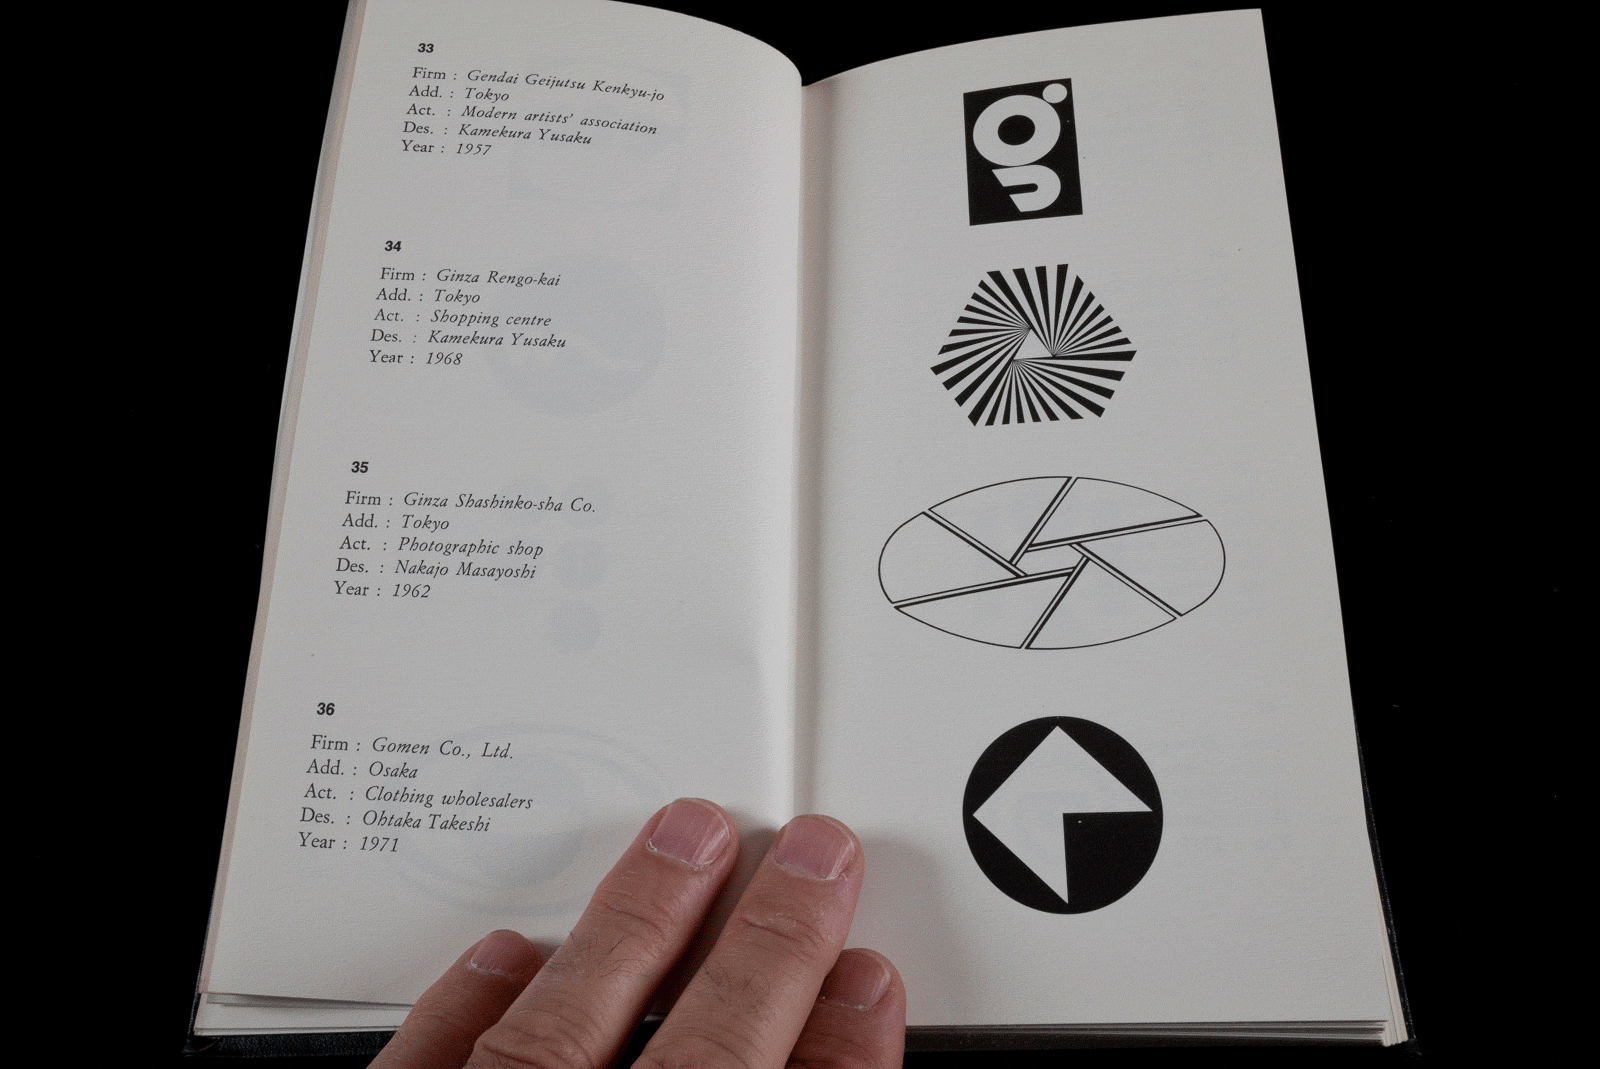 33
Firm : Gendai Geijutsu Kenkyu-jo
Add. : Tokyo
Act. : Modern artists' association
Des. : Kamekura Yusaku
Year : 1957
34
Firm : Ginza Rengo-kai
Add. : Tokyo
Act. : Shopping centre
Des. : Kamekura Yusaku
Year : 1968
35
Firm : Ginza Shashinko-sha Co.
Add. : Tokyo
Act. : Photographic shop
Des. : Nakajo Masayoshi
Year : 1962
36
Firm : Gomen Co., Ltd.
Add. : Osaka
Act. : Clothing wholesalers
Des. : Ohtaka Takeshi
Year : 1971
g